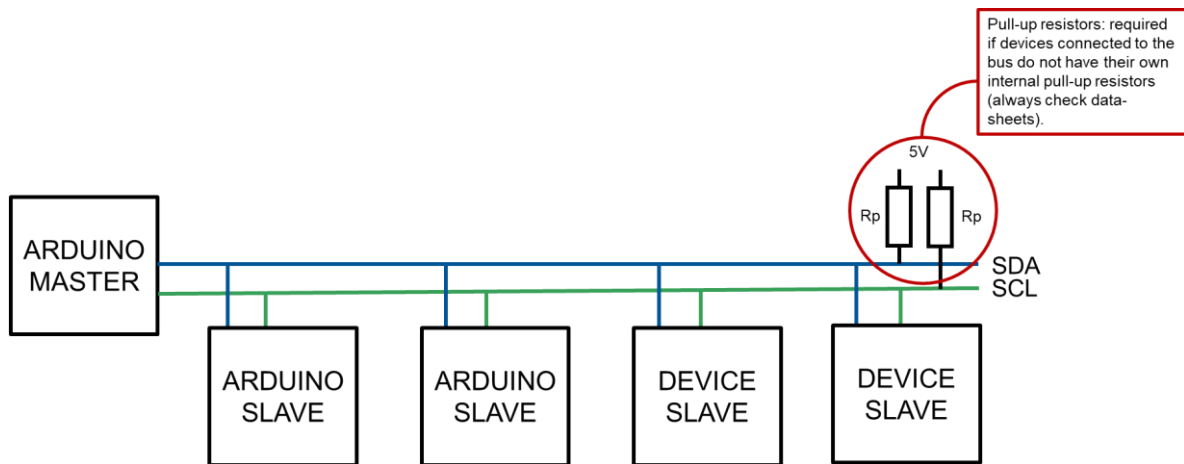 Pull-up resistors: required
if devices connected to the
bus do not have their own
internal pull-up resistors
(always check data-
sheets).
5V
Rp
Rp
ARDUINO
MASTER
SDA
SCL
ARDUINO
SLAVE
ARDUINO
SLAVE
DEVICE
SLAVE
DEVICE
SLAVE